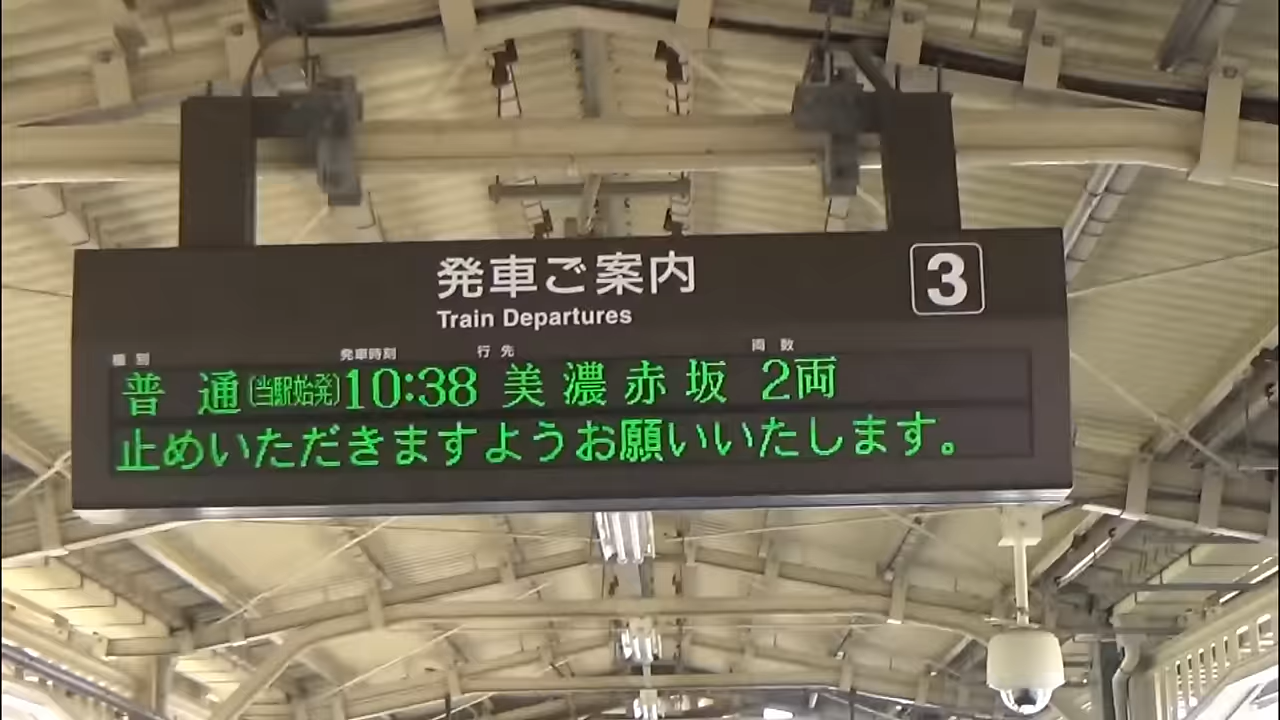 発車ご案内
3
Train Departures
種別 発車時刻 行先 両数
普通(当駅始発)10:38 美濃赤坂 2両
止めいただきますようお願いいたします。